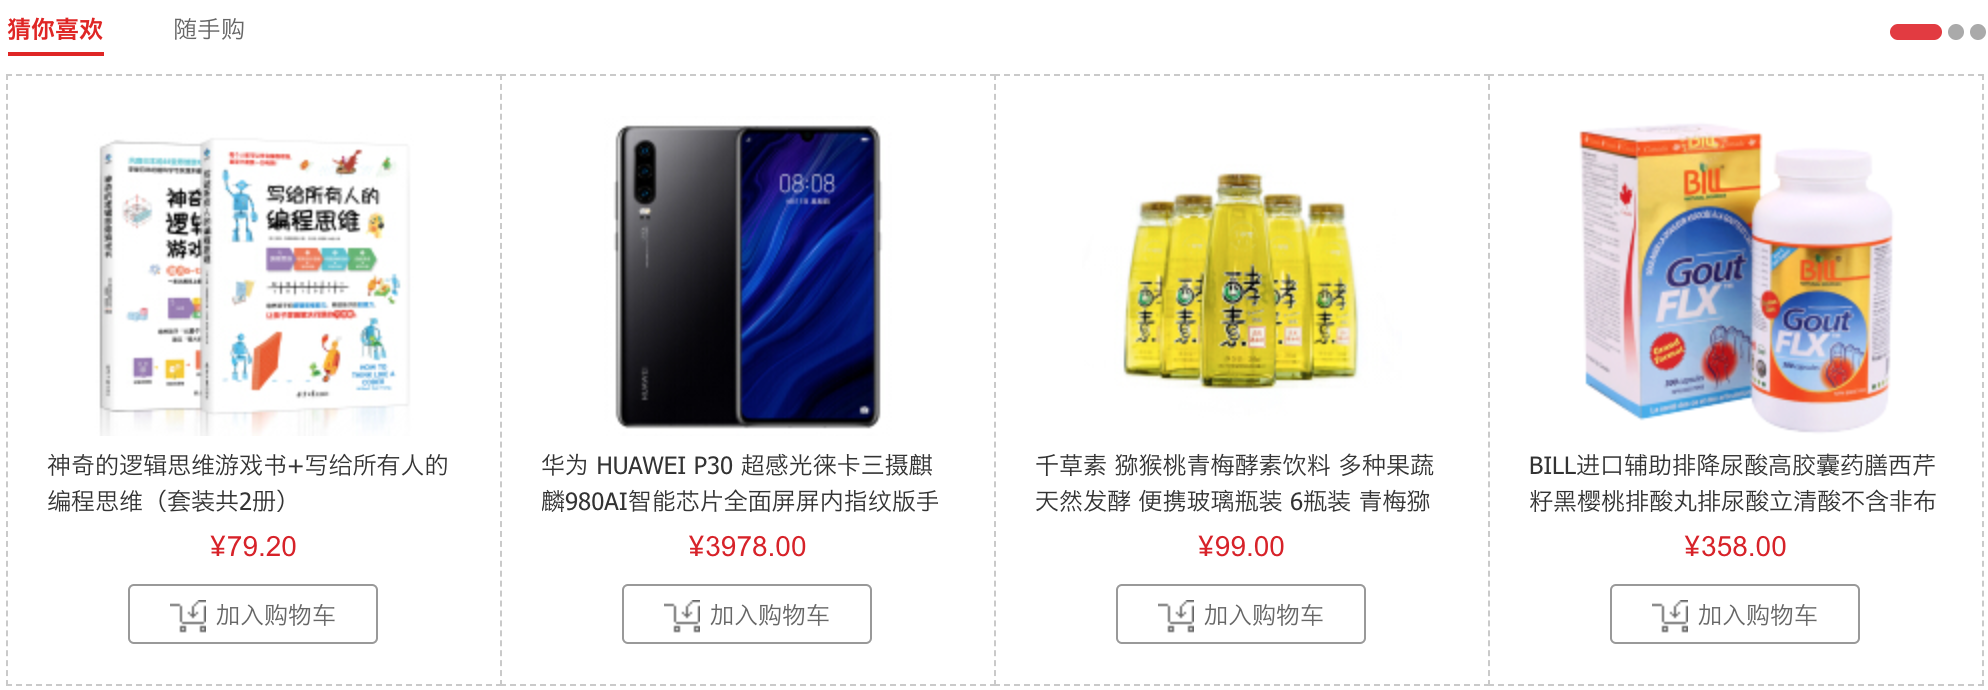 猜你喜欢
随手购
写给所有人的
编程思维
HOW TO
THINK LIKE A
CODER
神奇的逻辑思维游戏书+写给所有人的
编程思维（套装共2册）
¥79.20
加入购物车
08:08
HUAWEI
华为 HUAWEI P30 超感光徕卡三摄麒
麟980AI智能芯片全面屏屏内指纹版手
¥3978.00
加入购物车
酵素
酵素
酵素
酵素
酵素
千草素 猕猴桃青梅酵素饮料 多种果蔬
天然发酵 便携玻璃瓶装 6瓶装 青梅猕
¥99.00
加入购物车
BiLL
BiLL
Gout
FLX
Gout
FLX
BILL进口辅助排降尿酸高胶囊药膳西芹
籽黑樱桃排酸丸排尿酸立清酸不含非布
¥358.00
加入购物车